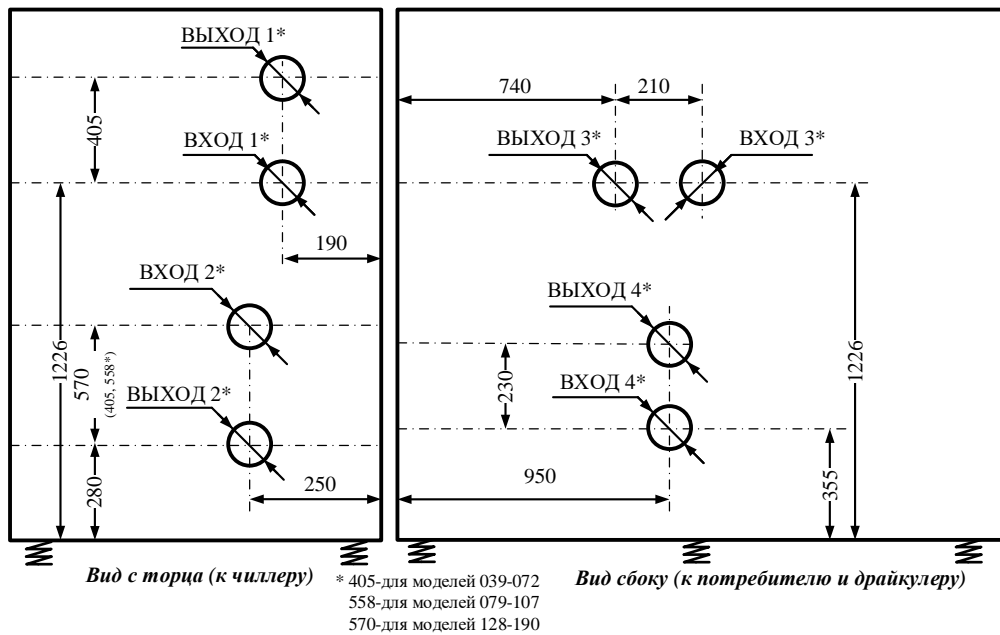 ВЫХОД 1*
405
ВХОД 1*
190
ВХОД 2*
1226
570
(405, 558*)
ВЫХОД 2*
280
250
740
210
ВЫХОД 3*
ВХОД 3*
ВЫХОД 4*
230
ВХОД 4*
1226
950
355
Вид с торца (к чиллеру)
* 405-для моделей 039-072
558-для моделей 079-107
570-для моделей 128-190
Вид сбоку (к потребителю и драйкулеру)